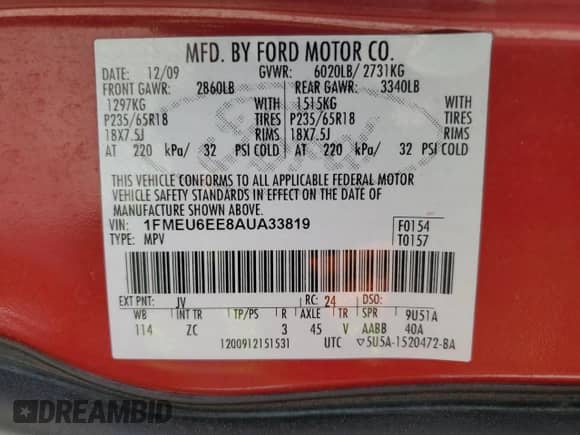 MFD. BY FORD MOTOR CO.
DATE: 12/09 GVWR: 6020LB/ 2731KG
FRONT GAWR: 2860LB REAR GAWR: 3340LB
1297KG WITH 1515KG WITH
P235/65R18 TIRES P235/65R18 TIRES
18X7.5J RIMS 18X7.5J RIMS
AT 220 kPa/ 32 PSI COLD AT 220 kPa/ 32 PSI COLD
THIS VEHICLE CONFORMS TO ALL APPLICABLE FEDERAL MOTOR
VEHICLE SAFETY STANDARDS IN EFFECT ON THE DATE OF
MANUFACTURE SHOWN ABOVE.
VIN: 1FMEU6EE8AUA33819 F0154
TYPE: MPV T0157
EXT PNT: JV RC: 24 DSO:
WB INT TR TP/PS R AXLE TR SPR 9U51A
114 ZC 3 45 V AABB 40A
1200912151531 UTC ▽5U5A-1520472-BA
DREAMBID